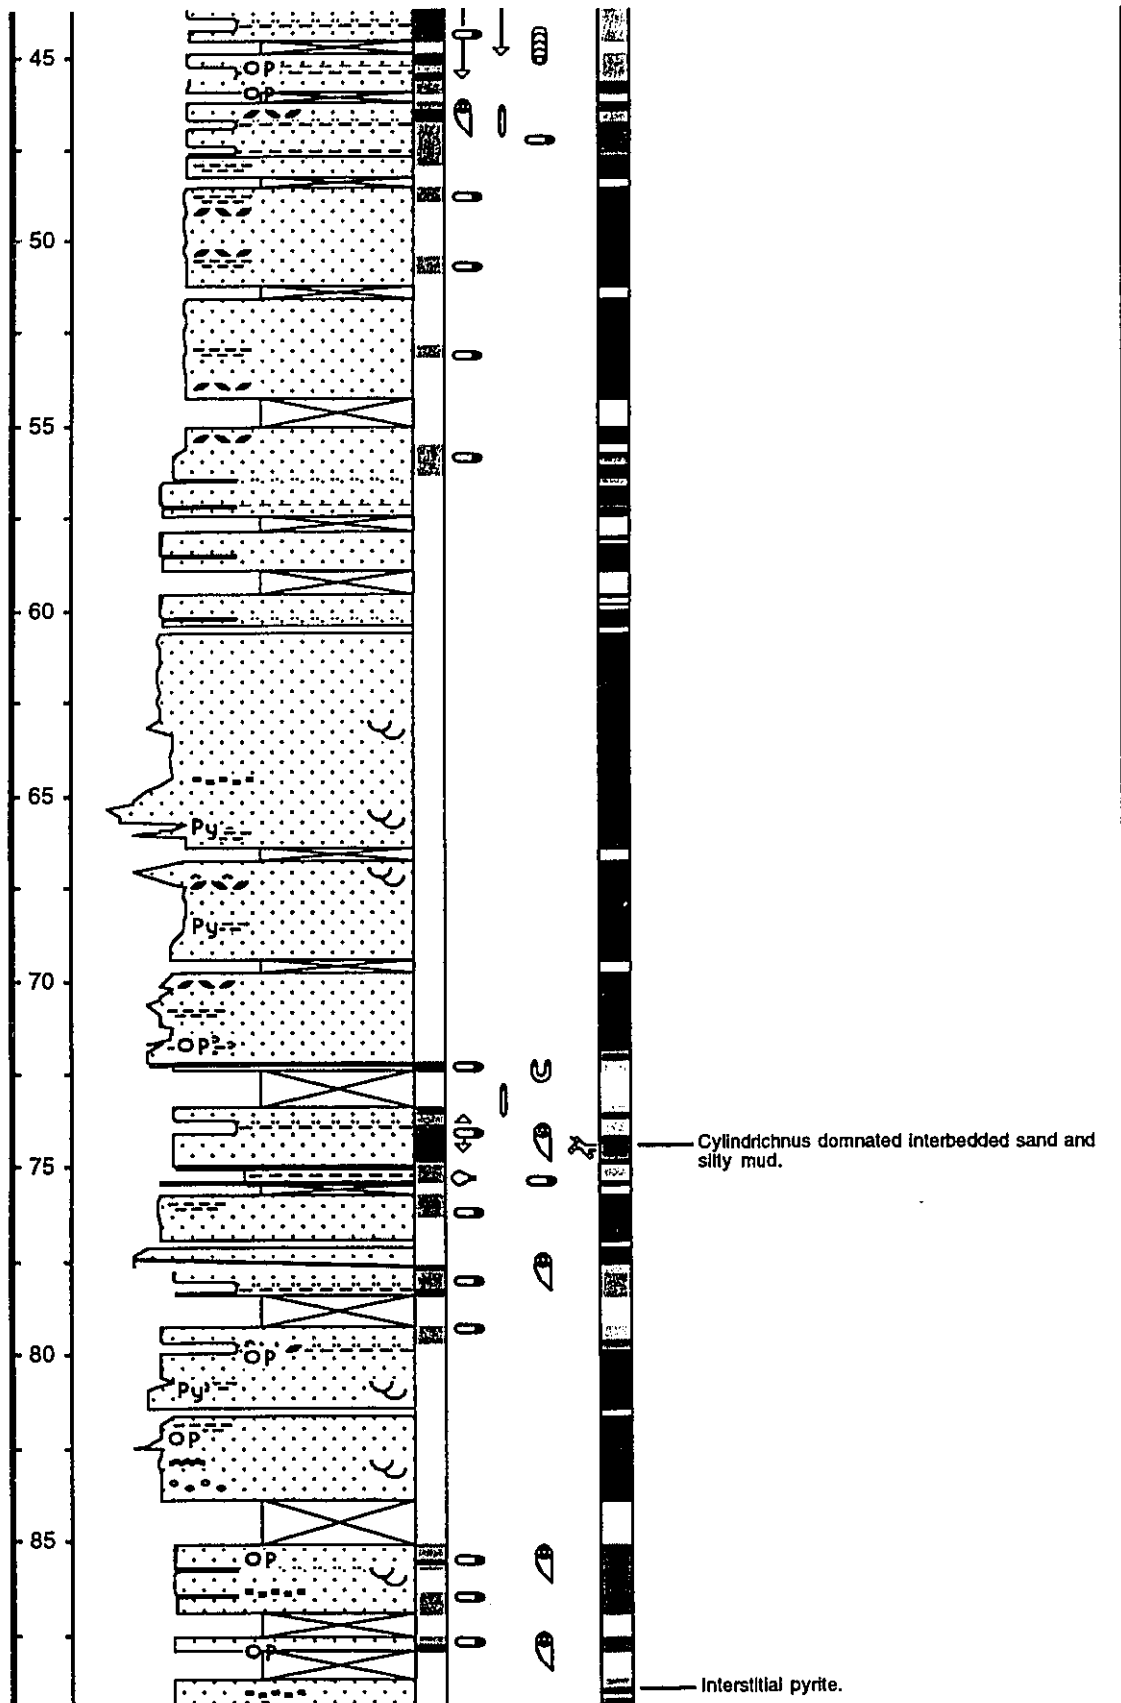 45
OP
OP
50
55
60
65
Py
Py
70
OP
Cylindrichnus domnated interbedded sand and
silty mud.
75
OP
80
Py
OP
85
OP
OP
Interstitial pyrite.